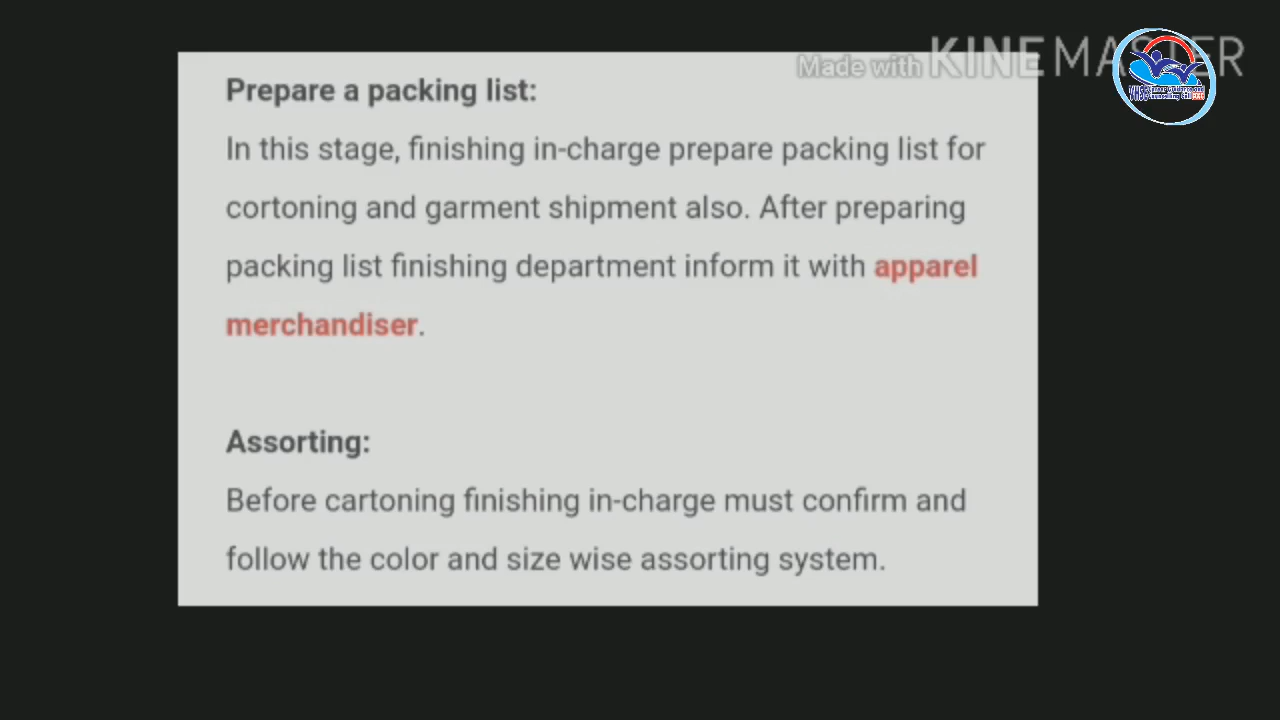 Made with KINEMASTER
Prepare a packing list:
In this stage, finishing in-charge prepare packing list for
cortoning and garment shipment also. After preparing
packing list finishing department inform it with apparel
merchandiser.
Assorting:
Before cartoning finishing in-charge must confirm and
follow the color and size wise assorting system.